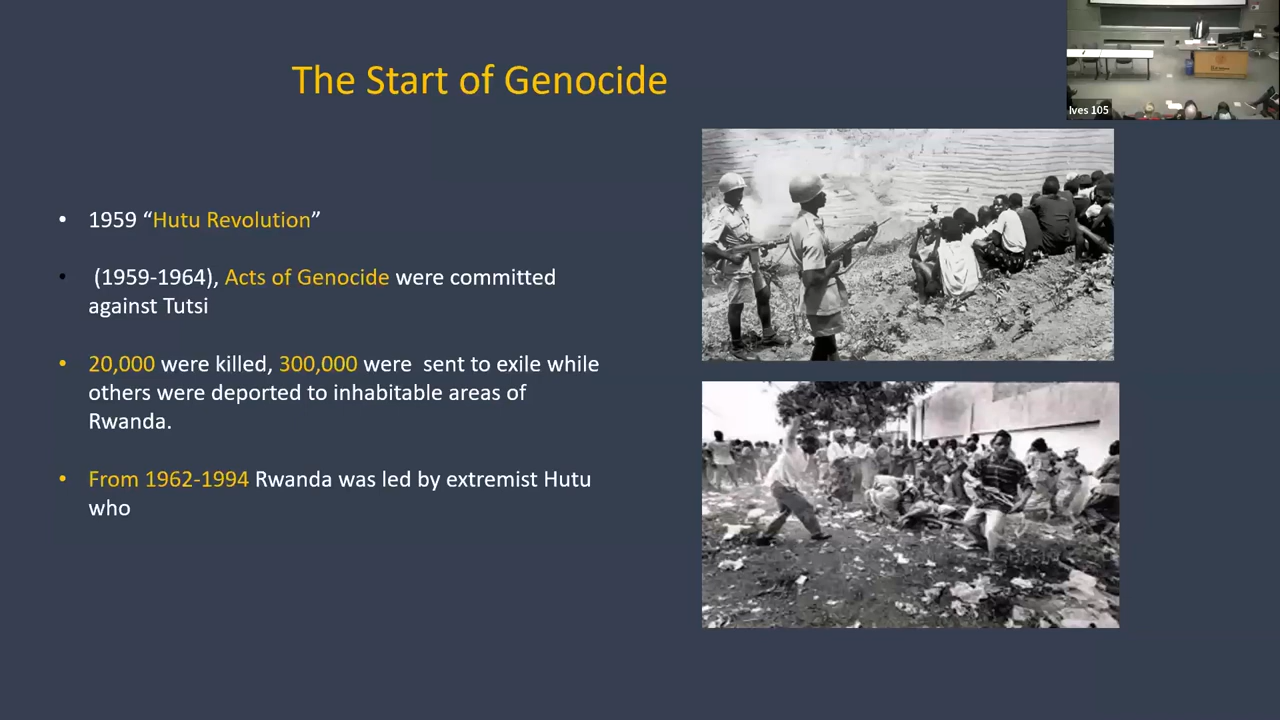 The Start of Genocide
Ives 105
• 1959 “Hutu Revolution”
• (1959-1964), Acts of Genocide were committed
against Tutsi
• 20,000 were killed, 300,000 were sent to exile while
others were deported to inhabitable areas of
Rwanda.
• From 1962-1994 Rwanda was led by extremist Hutu
who